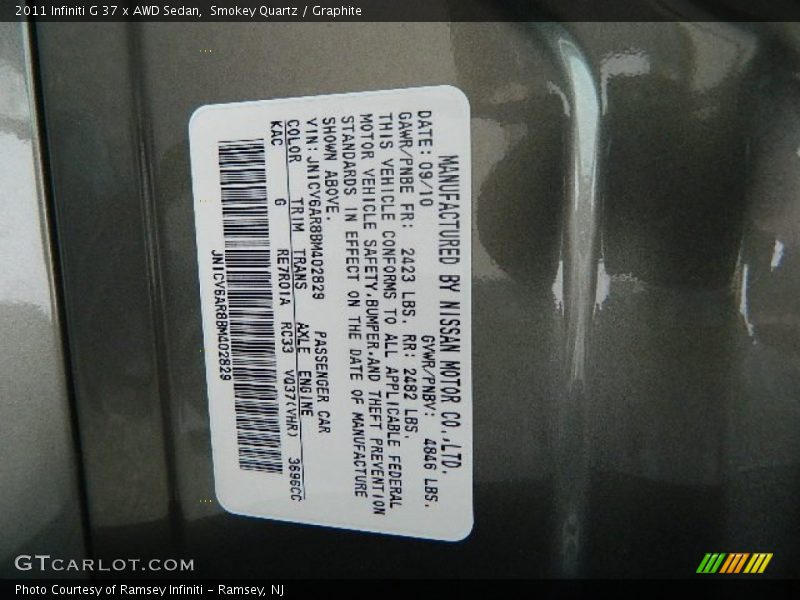 2011 Infiniti G 37 x AWD Sedan,  Smokey Quartz / Graphite
MANUFACTURED BY NISSAN MOTOR CO.,LTD.
DATE: 09/10 GVWR/PNBV: 4846 LBS.
GAWR/PNBE FR: 2423 LBS. RR: 2482 LBS.
THIS VEHICLE CONFORMS TO ALL APPLICABLE FEDERAL
MOTOR VEHICLE SAFETY,BUMPER,AND THEFT PREVENTION
STANDARDS IN EFFECT ON THE DATE OF MANUFACTURE
SHOWN ABOVE.
VIN: JN1CV6AR8BM402829 PASSENGER CAR
COLOR TRIM TRANS AXLE ENGINE
KAC G RE7R01A RC33 VQ37(VHR) 3696CC
JN1CV6AR8BM402829
GTCARLOT.COM
Photo Courtesy of Ramsey Infiniti - Ramsey, NJ